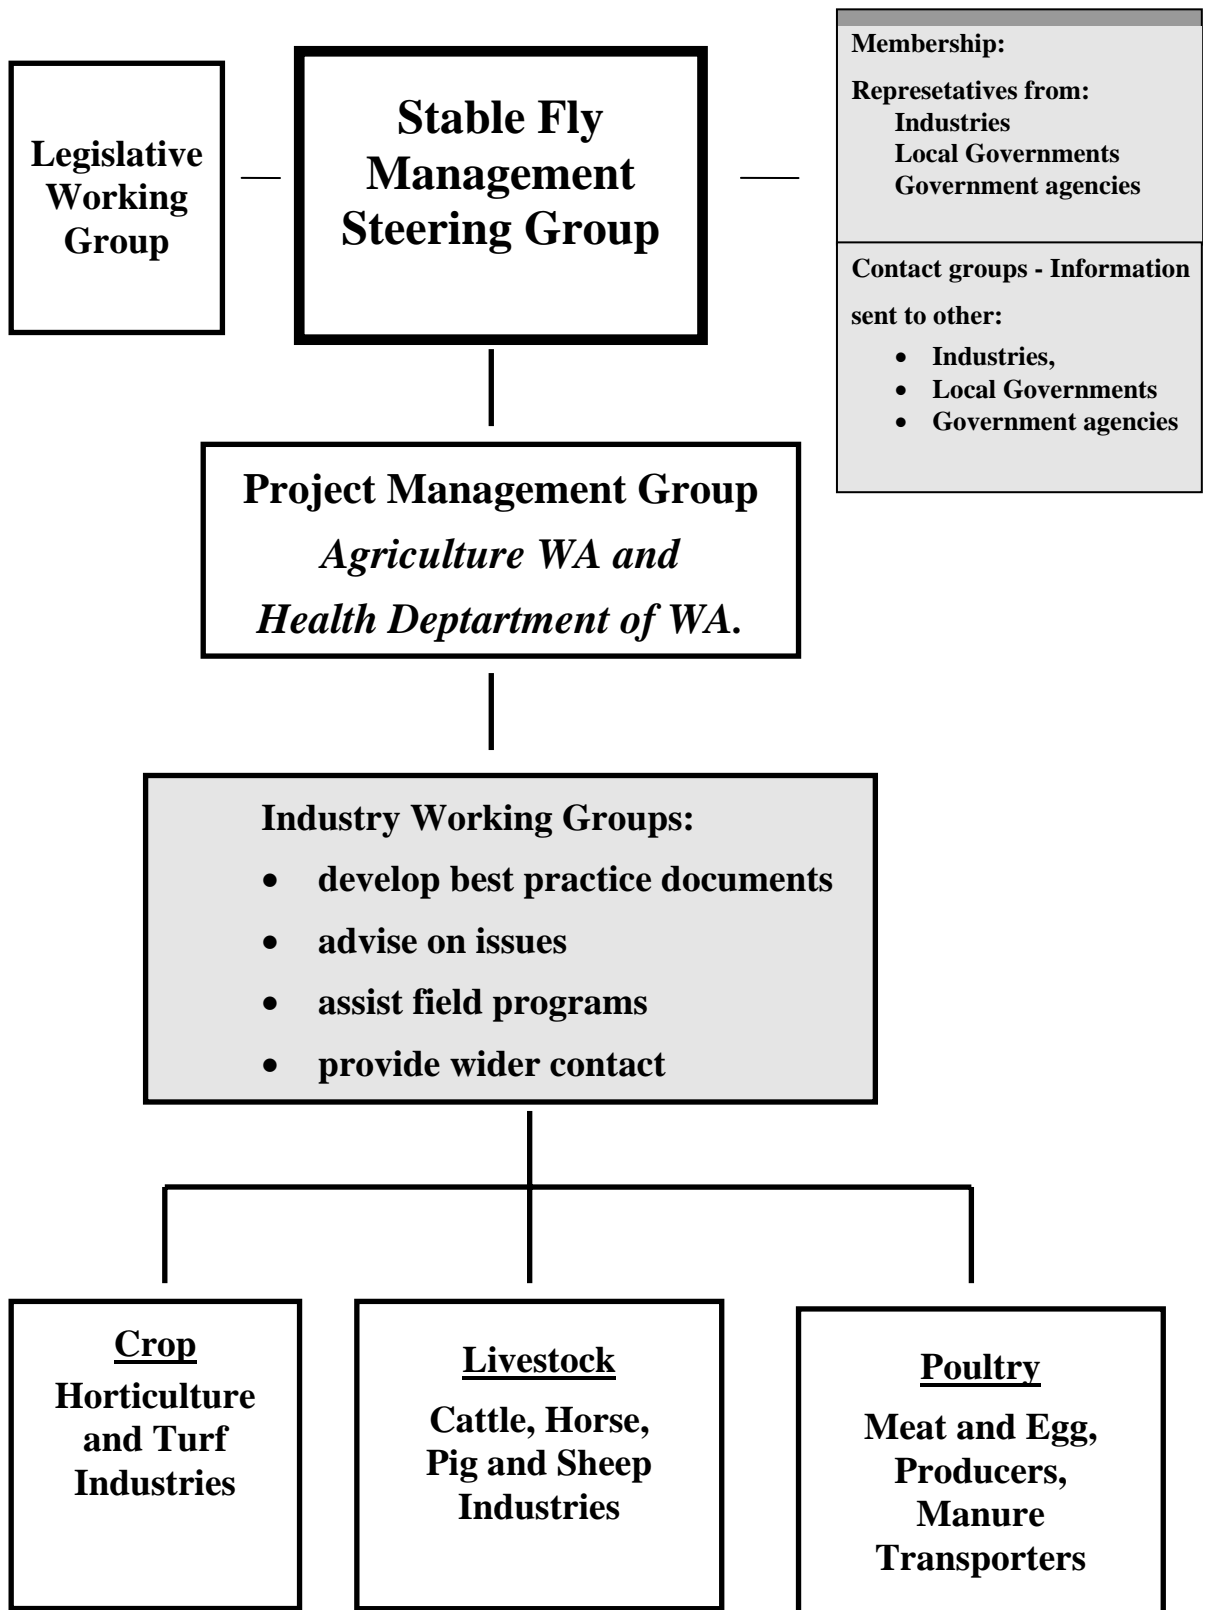 Legislative
Working
Group
Stable Fly
Management
Steering Group
Membership:
Represetatives from:
Industries
Local Governments
Government agencies
Contact groups - Information
sent to other:
• Industries,
• Local Governments
• Government agencies
Project Management Group
Agriculture WA and
Health Deptartment of WA.
Industry Working Groups:
• develop best practice documents
• advise on issues
• assist field programs
• provide wider contact
Crop
Horticulture
and Turf
Industries
Livestock
Cattle, Horse,
Pig and Sheep
Industries
Poultry
Meat and Egg,
Producers,
Manure
Transporters